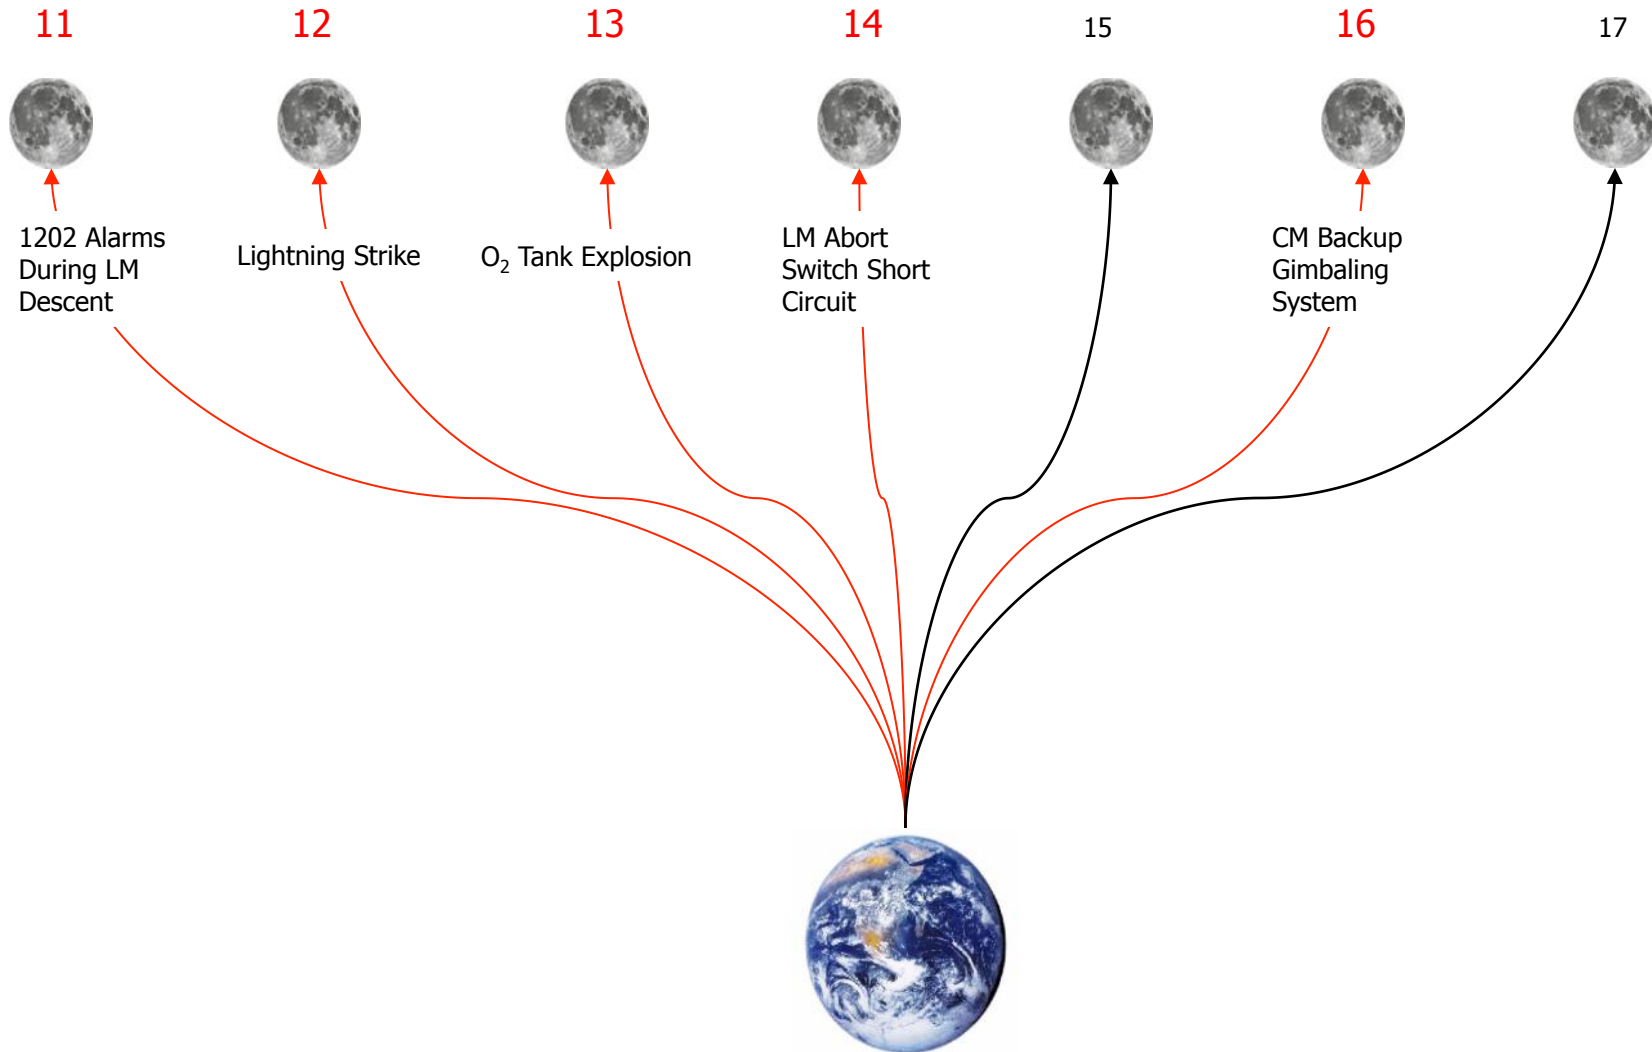 11 12 13 14 15 16 17
1202 Alarms
During LM
Descent
Lightning Strike
O₂ Tank Explosion
LM Abort
Switch Short
Circuit
CM Backup
Gimbaling
System